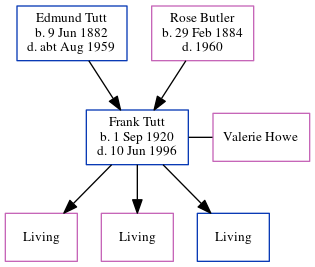 Edmund Tutt
b. 9 Jun 1882
d. abt Aug 1959
Rose Butler
b. 29 Feb 1884
d. 1960
Frank Tutt
b. 1 Sep 1920
d. 10 Jun 1996
Valerie Howe
Living
Living
Living